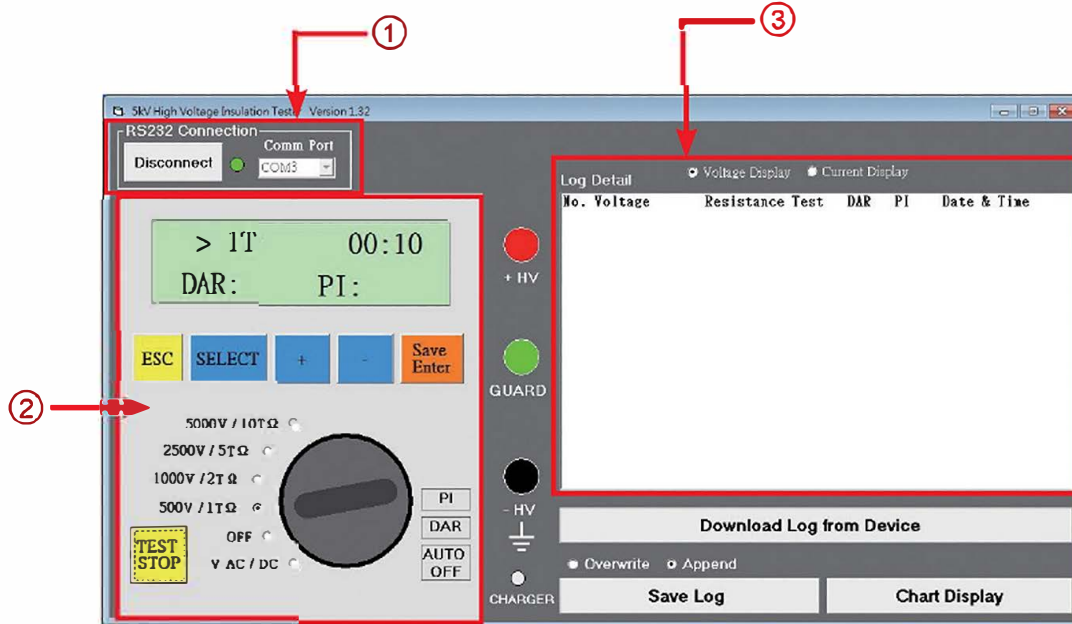 ①
③
5kV High Voltage Insulation Tester Version 1.32
RS232 Connection
Comm Port
Disconnect
COM3
Log Detail
Voltage Display
Current Display
No. Voltage Resistance Test DAR PI Date & Time
> 1T 00:10
DAR: PI:
+ HV
ESC
SELECT
+
-
Save
Enter
GUARD
②
5000V / 10TΩ
2500V / 5TΩ
1000V / 2TΩ
500V / 1TΩ
OFF
V AC / DC
TEST
STOP
PI
DAR
AUTO
OFF
- HV
CHARGER
Download Log from Device
Overwrite
Append
Save Log
Chart Display